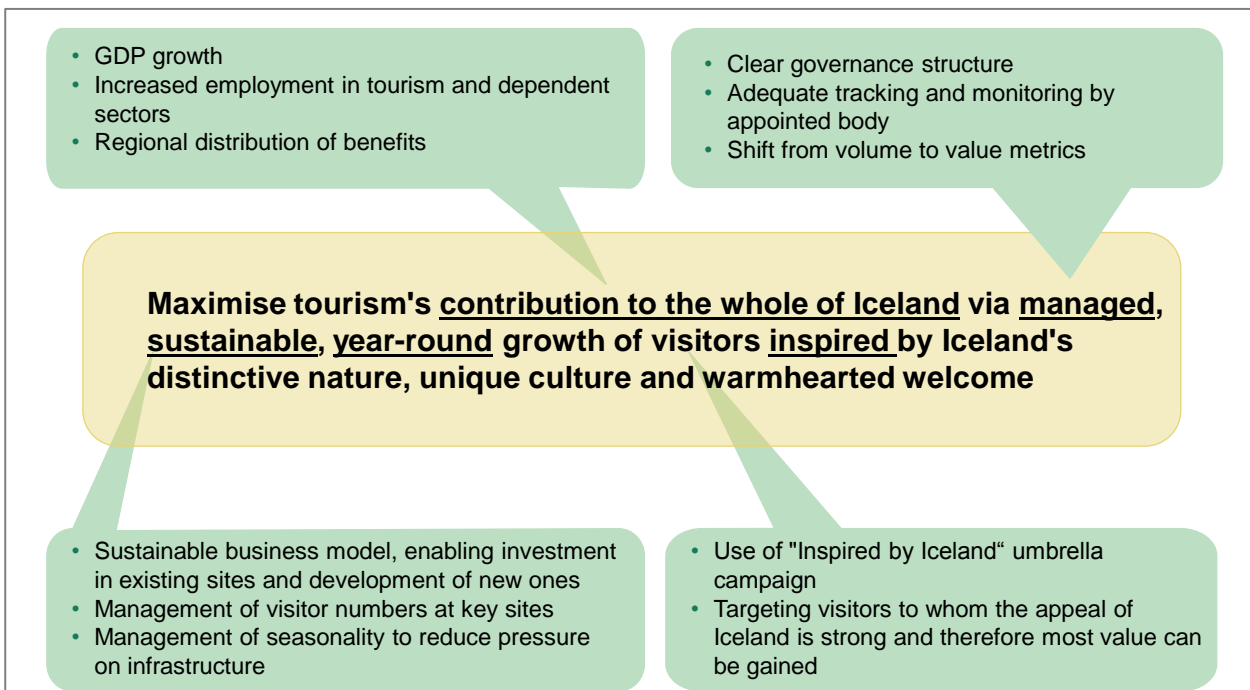 • GDP growth
• Increased employment in tourism and dependent
sectors
• Regional distribution of benefits
• Clear governance structure
• Adequate tracking and monitoring by
appointed body
• Shift from volume to value metrics
Maximise tourism's contribution to the whole of Iceland via managed,
sustainable, year-round growth of visitors inspired by Iceland's
distinctive nature, unique culture and warmhearted welcome
• Sustainable business model, enabling investment
in existing sites and development of new ones
• Management of visitor numbers at key sites
• Management of seasonality to reduce pressure
on infrastructure
• Use of "Inspired by Iceland“ umbrella
campaign
• Targeting visitors to whom the appeal of
Iceland is strong and therefore most value can
be gained